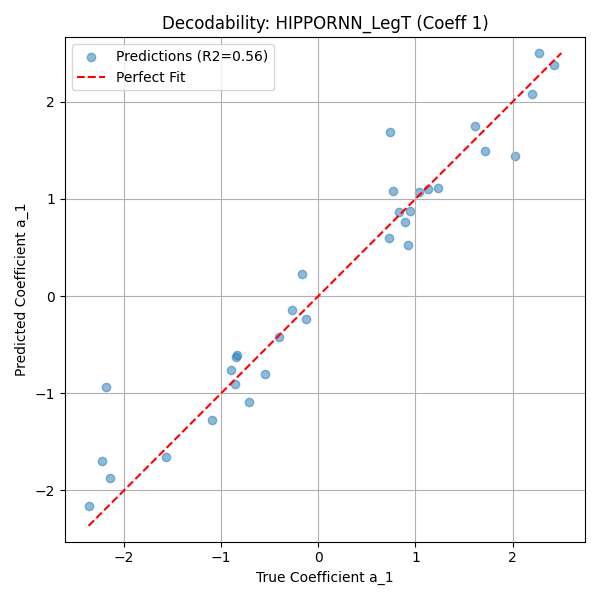 Decodability: HIPPORNN_LegT (Coeff 1)
Predictions (R2=0.56)
Perfect Fit
Predicted Coefficient a_1
2
1
0
−1
−2
−2
−1
0
1
2
True Coefficient a_1